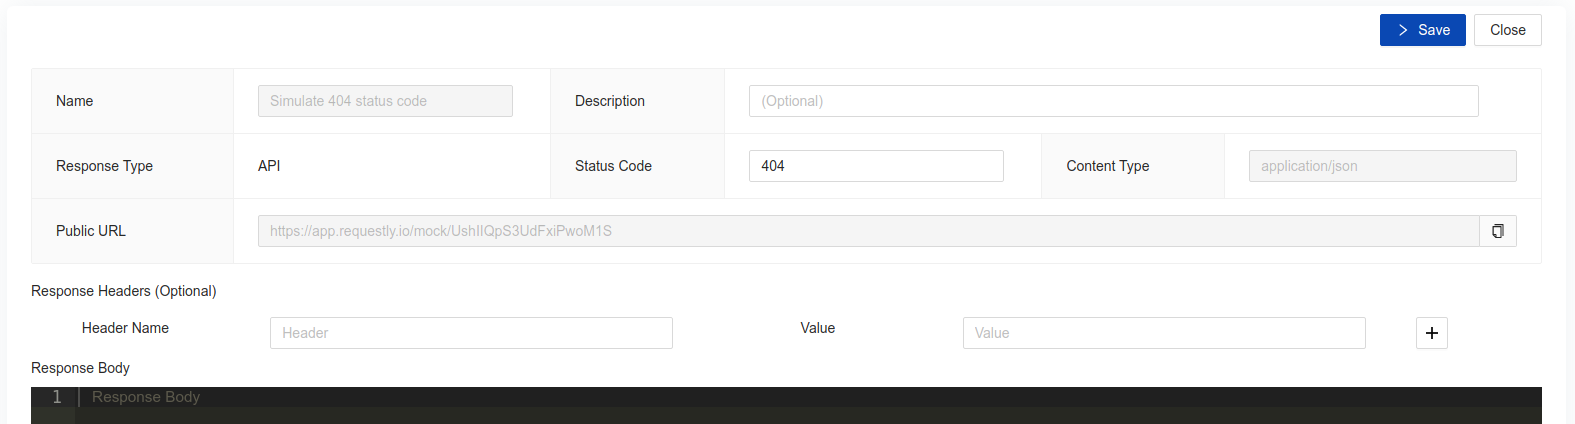 Save Close
Name Simulate 404 status code Description (Optional)
Response Type API Status Code 404 Content Type application/json
Public URL https://app.requestly.io/mock/UshIIQpS3UdFxiPwoM1S
Response Headers (Optional)
Header Name Header Value Value
Response Body
1 Response Body